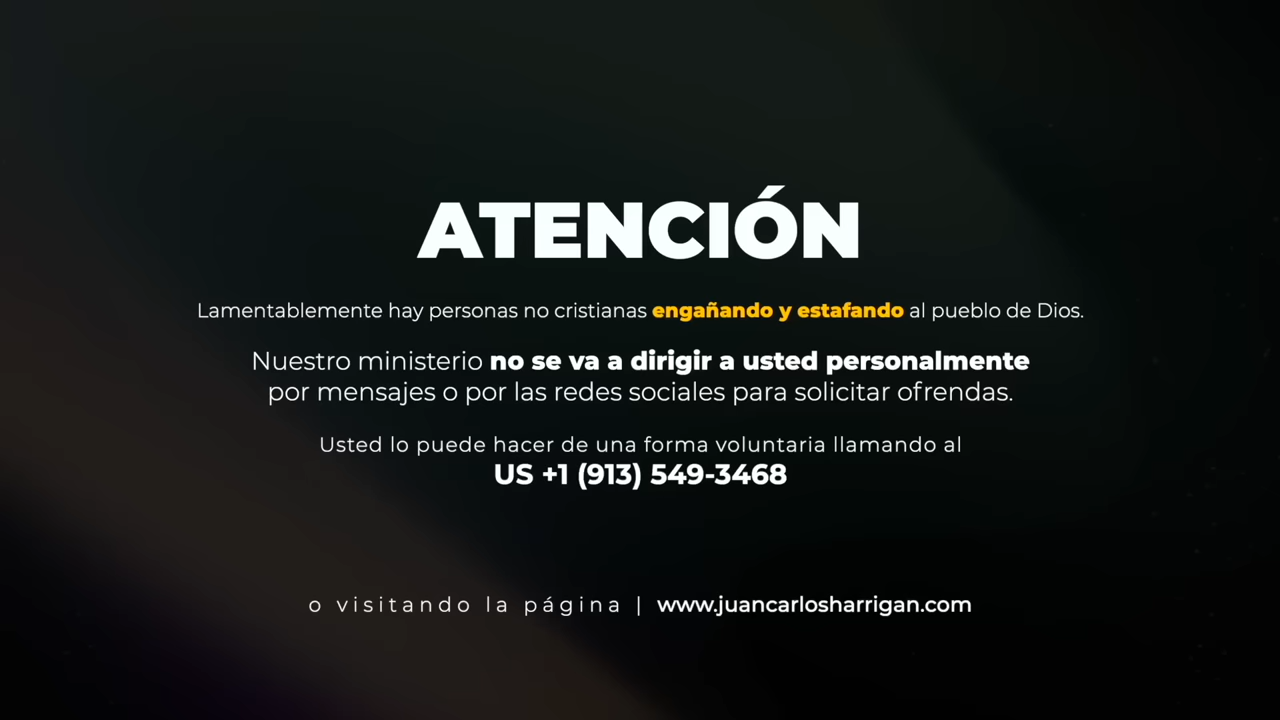 ATENCIÓN
Lamentablemente hay personas no cristianas engañando y estafando al pueblo de Dios.
Nuestro ministerio no se va a dirigir a usted personalmente
por mensajes o por las redes sociales para solicitar ofrendas.
Usted lo puede hacer de una forma voluntaria llamando al
US +1 (913) 549-3468
o visitando la página | www.juancarlosharrigan.com